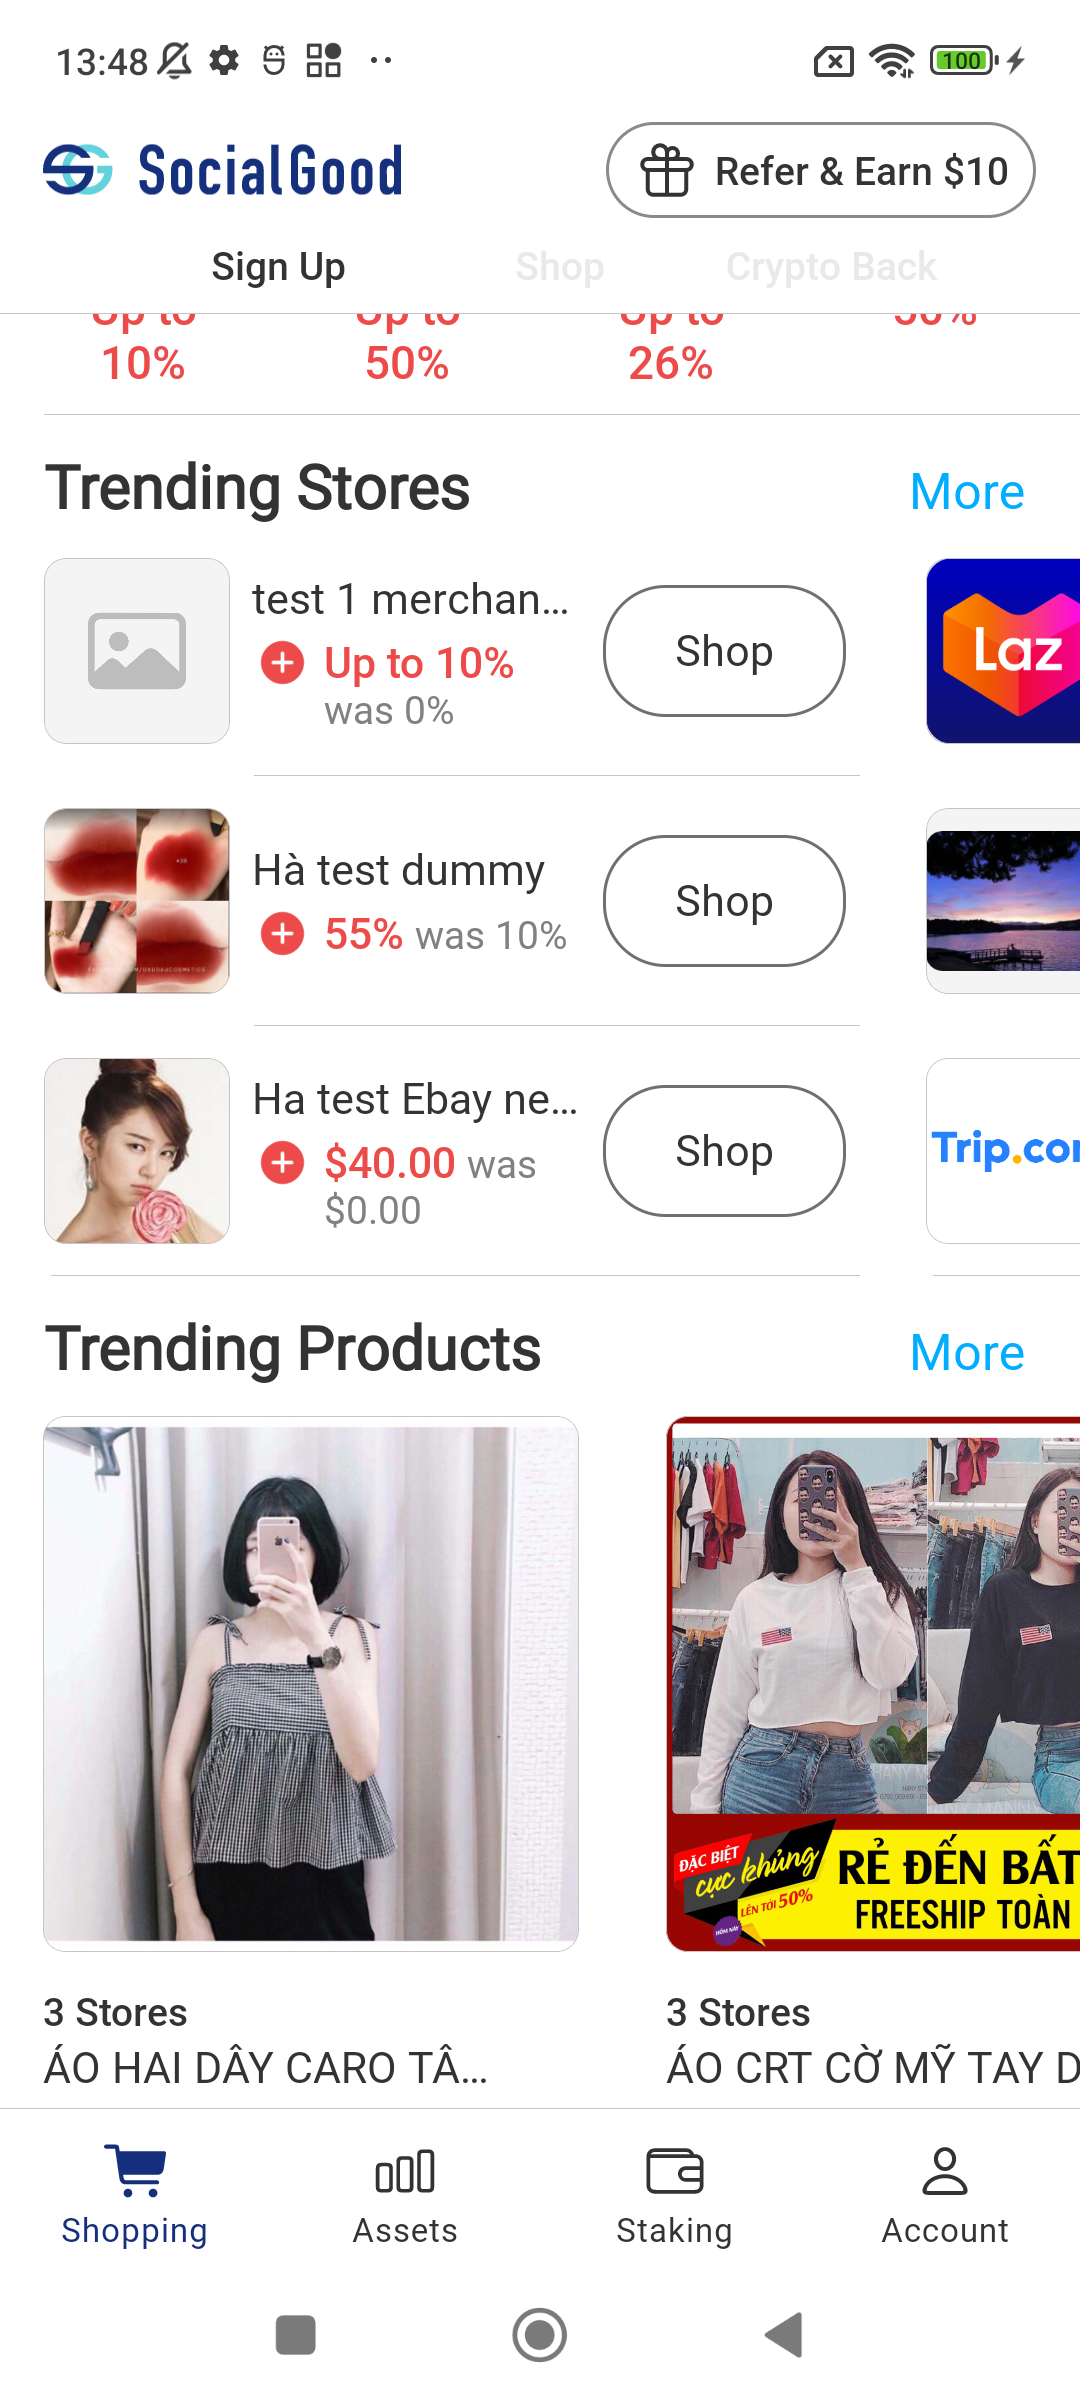 13:48
100
SocialGood
Refer & Earn $10
Sign Up
Shop
Crypto Back
Up to
10%
Up to
50%
Up to
26%
30%
Trending Stores
More
test 1 merchan...
Up to 10%
was 0%
Shop
Laz
Hà test dummy
55% was 10%
Shop
Ha test Ebay ne...
$40.00 was
$0.00
Shop
Trip.com
Trending Products
More
ĐẶC BIỆT
cực khủng
LÊN TỚI 50%
HÔM NAY
RẺ ĐẾN BẤT
FREESHIP TOÀN
3 Stores
ÁO HAI DÂY CARO TÂ...
3 Stores
ÁO CRT CỜ MỸ TAY D
Shopping
Assets
Staking
Account